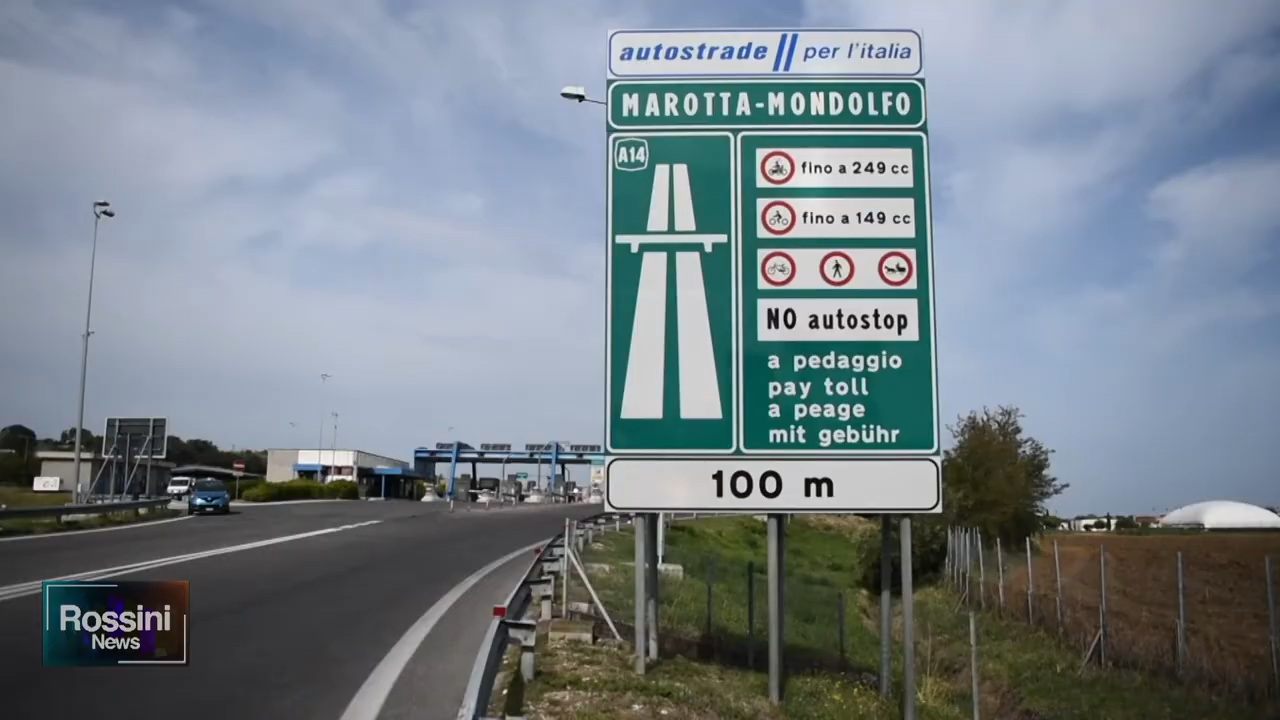 autostrade // per l'italia
MAROTTA-MONDOLFO
A14
fino a 249 cc
fino a 149 cc
NO autostop
a pedaggio
pay toll
a peage
mit gebühr
100 m
Rossini
News